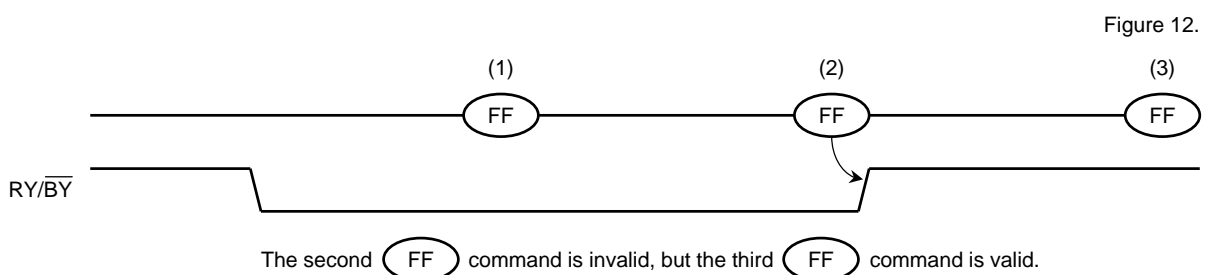 Figure 12.
(1) (2) (3)
FF FF FF
RY/B̅Y̅
The second FF command is invalid, but the third FF command is valid.